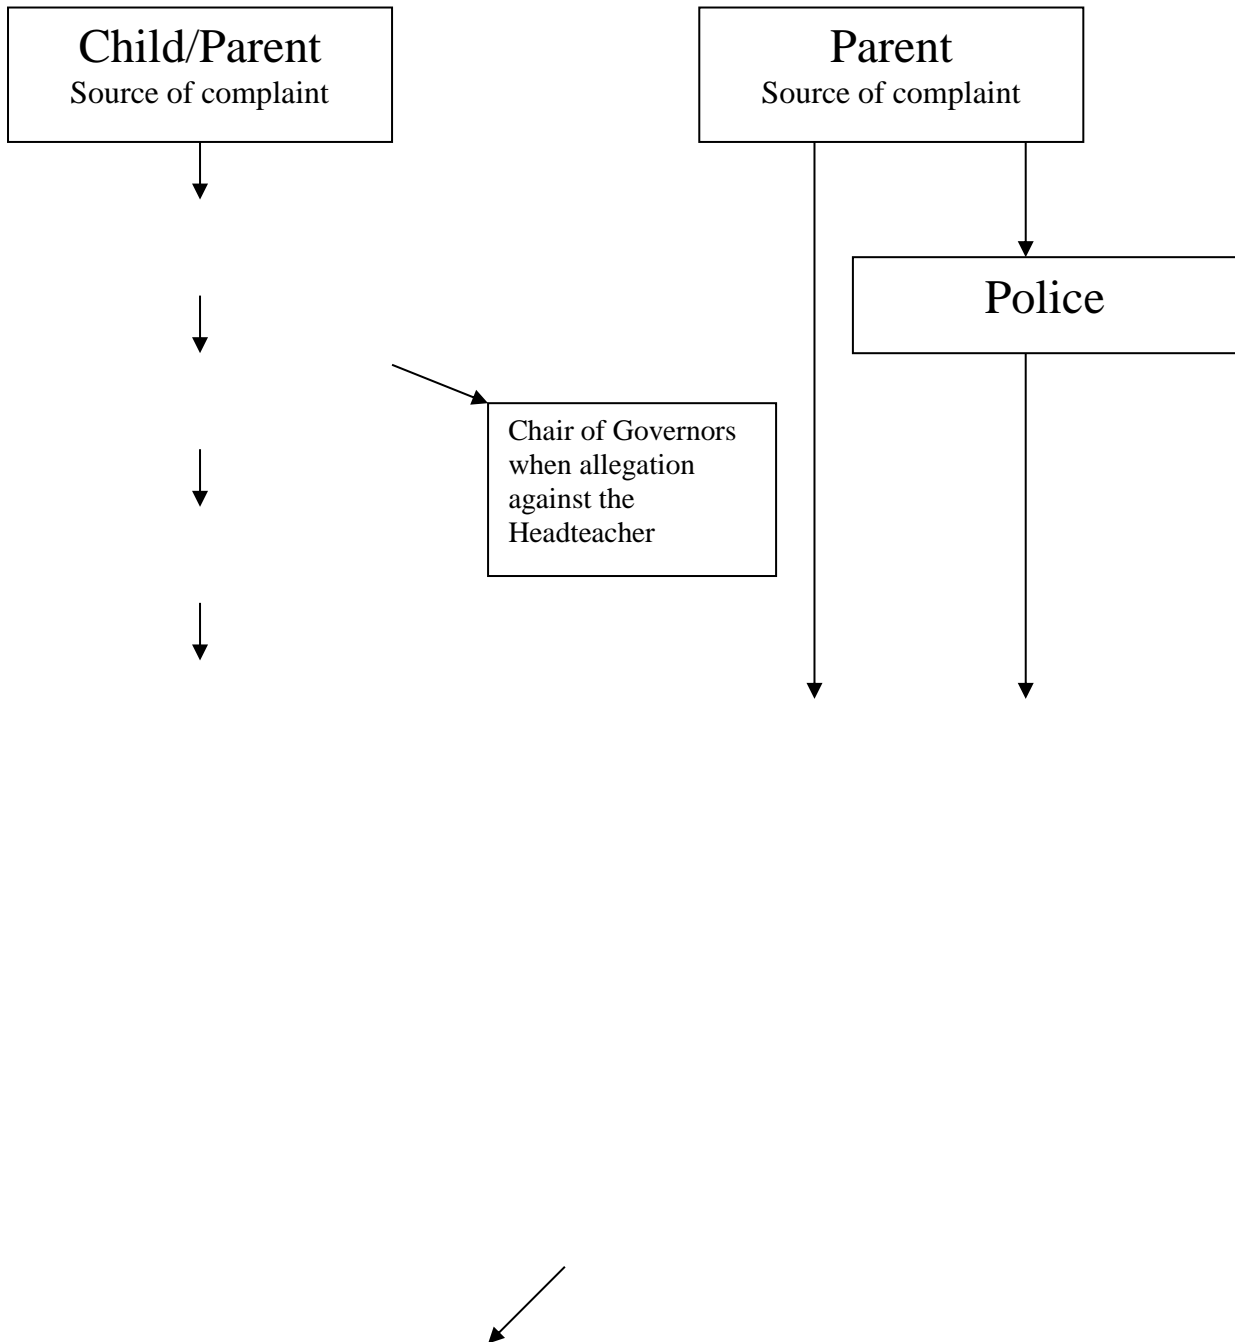 Child/Parent
Source of complaint
Parent
Source of complaint
Police
Chair of Governors
when allegation
against the
Headteacher